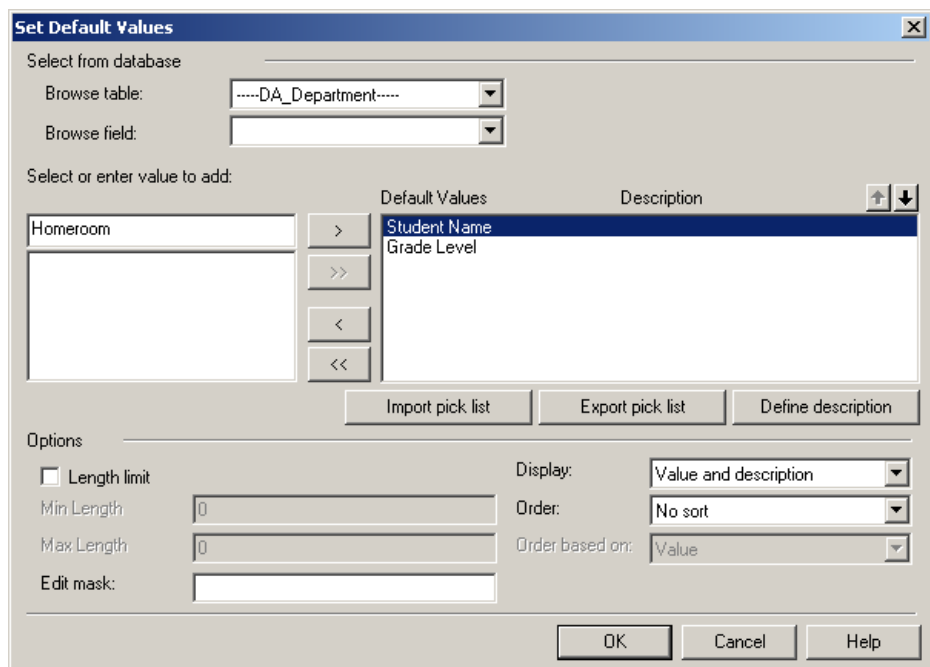 Set Default Values
Select from database
Browse table: -----DA_Department-----
Browse field:
Select or enter value to add:
Default Values Description
Homeroom > Student Name
Grade Level
>>
<
<<
Import pick list Export pick list Define description
Options
Length limit Display: Value and description
Min Length 0 Order: No sort
Max Length 0 Order based on: Value
Edit mask:
OK Cancel Help